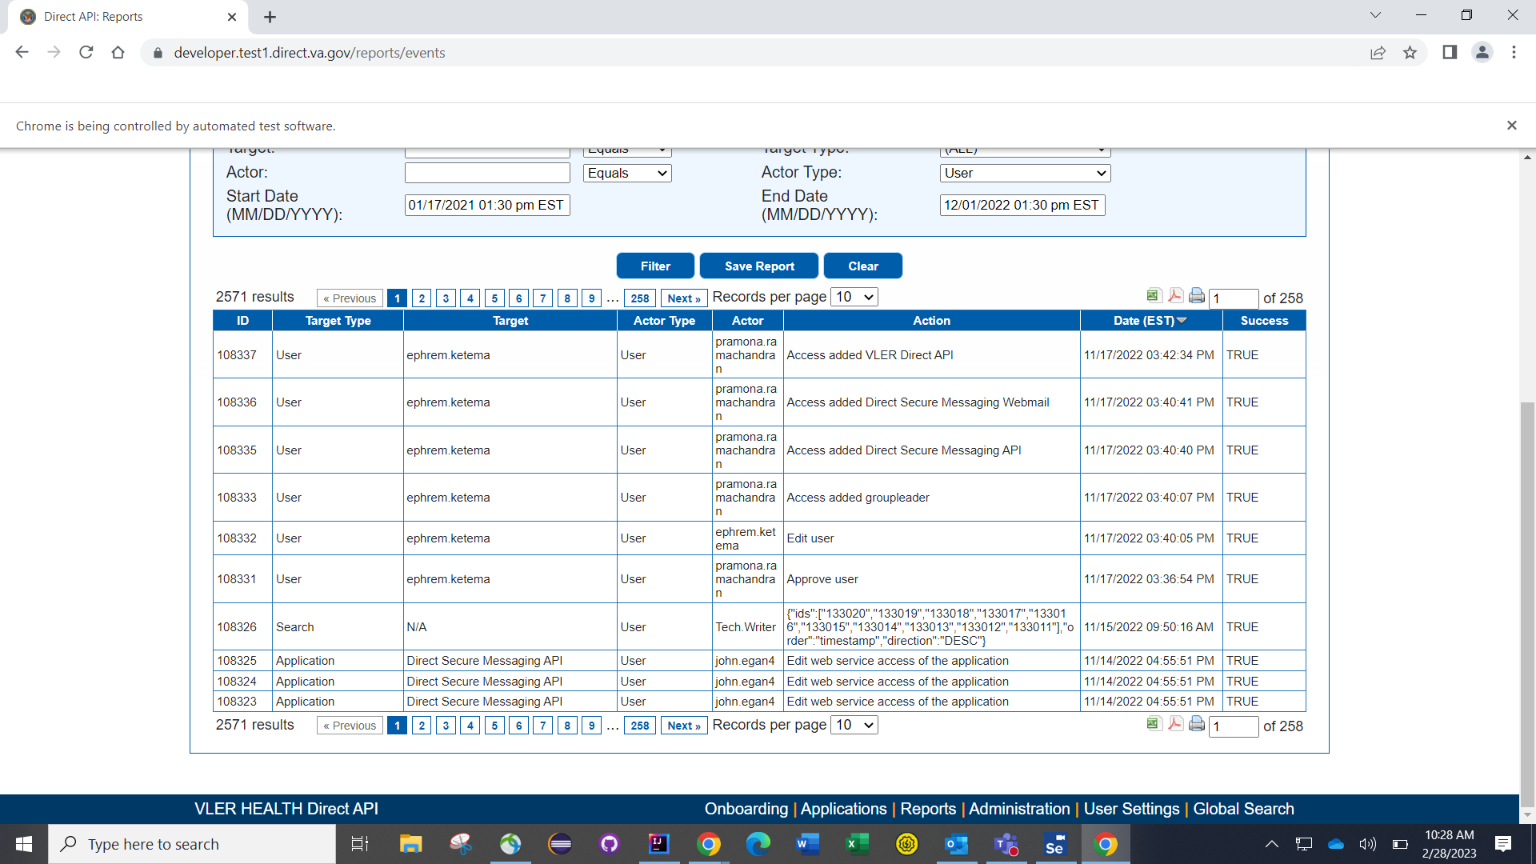 Direct API: Reports
developer.test1.direct.va.gov/reports/events
Chrome is being controlled by automated test software.
Target: Equals Target Type: (ALL)
Actor: Equals Actor Type: User
Start Date
(MM/DD/YYYY): 01/17/2021 01:30 pm EST
End Date
(MM/DD/YYYY): 12/01/2022 01:30 pm EST
Filter Save Report Clear
2571 results « Previous 1 2 3 4 5 6 7 8 9 ... 258 Next » Records per page 10 1 of 258
ID Target Type Target Actor Type Actor Action Date (EST) Success
108337 User ephrem.ketema User pramona.ra
machandra
n Access added VLER Direct API 11/17/2022 03:42:34 PM TRUE
108336 User ephrem.ketema User pramona.ra
machandra
n Access added Direct Secure Messaging Webmail 11/17/2022 03:40:41 PM TRUE
108335 User ephrem.ketema User pramona.ra
machandra
n Access added Direct Secure Messaging API 11/17/2022 03:40:40 PM TRUE
108333 User ephrem.ketema User pramona.ra
machandra
n Access added groupleader 11/17/2022 03:40:07 PM TRUE
108332 User ephrem.ketema User ephrem.ket
ema Edit user 11/17/2022 03:40:05 PM TRUE
108331 User ephrem.ketema User pramona.ra
machandra
n Approve user 11/17/2022 03:36:54 PM TRUE
108326 Search N/A User Tech.Writer {"ids":["133020","133019","133018","133017","13301
6","133015","133014","133013","133012","133011"],"o
rder":"timestamp","direction":"DESC"} 11/15/2022 09:50:16 AM TRUE
108325 Application Direct Secure Messaging API User john.egan4 Edit web service access of the application 11/14/2022 04:55:51 PM TRUE
108324 Application Direct Secure Messaging API User john.egan4 Edit web service access of the application 11/14/2022 04:55:51 PM TRUE
108323 Application Direct Secure Messaging API User john.egan4 Edit web service access of the application 11/14/2022 04:55:51 PM TRUE
2571 results « Previous 1 2 3 4 5 6 7 8 9 ... 258 Next » Records per page 10 1 of 258
VLER HEALTH Direct API Onboarding | Applications | Reports | Administration | User Settings | Global Search
Type here to search
10:28 AM
2/28/2023